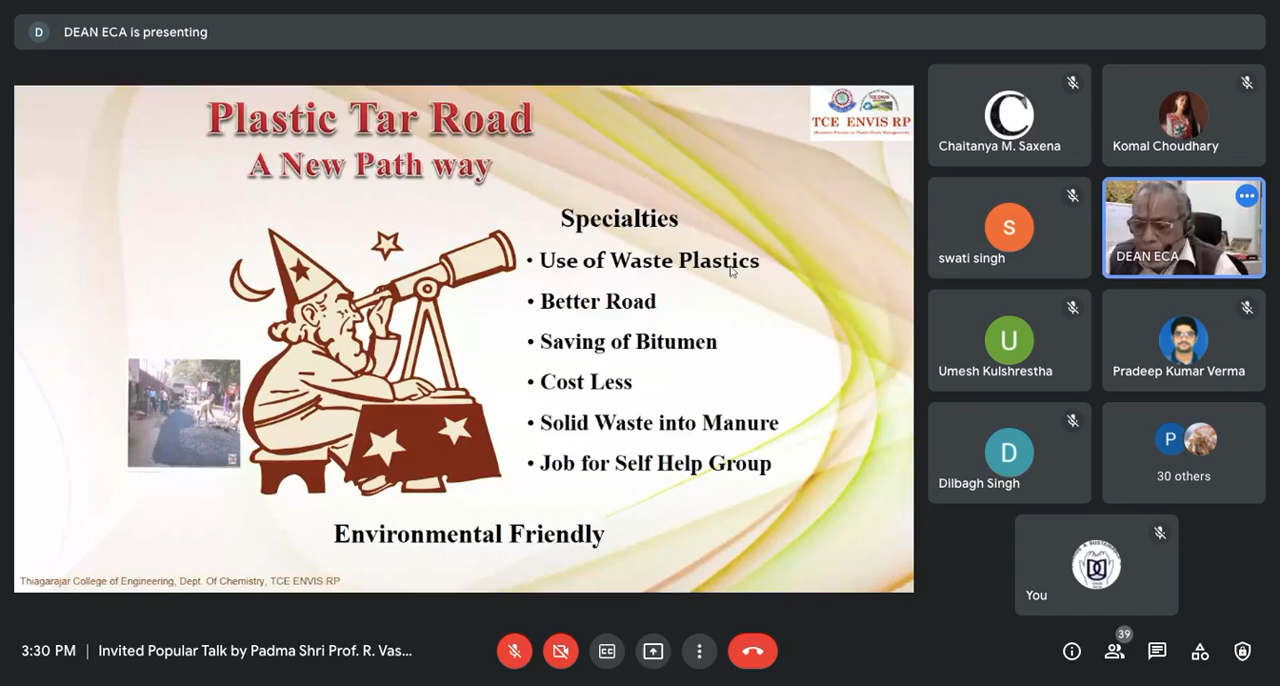 D
DEAN ECA is presenting
Plastic Tar Road
A New Path way
TCE ENVIS RP
Specialties
• Use of Waste Plastics
• Better Road
• Saving of Bitumen
• Cost Less
• Solid Waste into Manure
• Job for Self Help Group
Environmental Friendly
Thiagarajar College of Engineering, Dept. Of Chemistry, TCE ENVIS RP
C
Chaitanya M. Saxena
Komal Choudhary
s
swati singh
DEAN ECA
U
Umesh Kulshrestha
Pradeep Kumar Verma
D
Dilbagh Singh
P
30 others
You
3:30 PM | Invited Popular Talk by Padma Shri Prof. R. Vas...
39